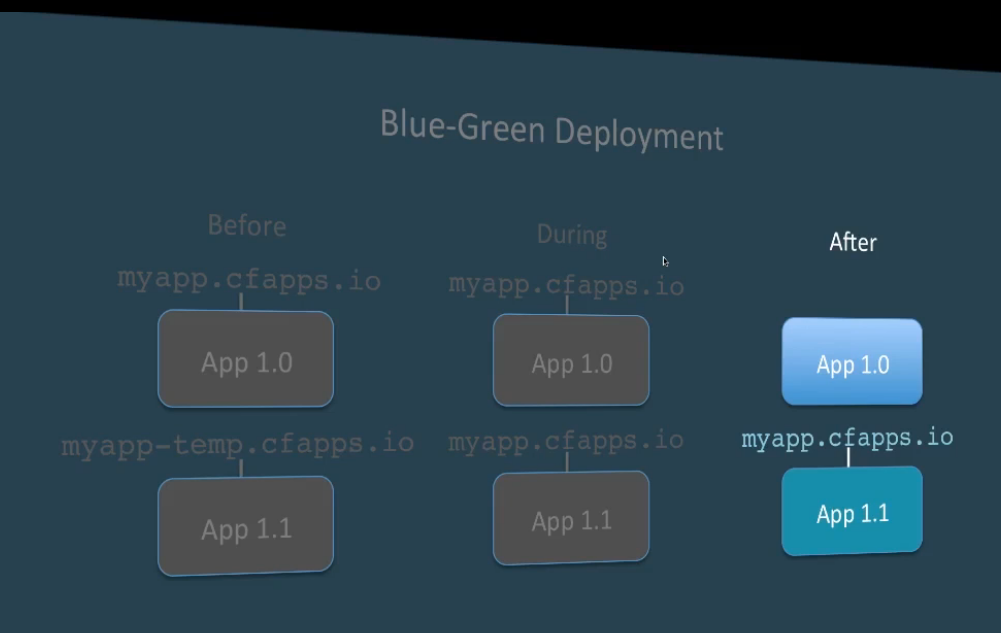 Blue-Green Deployment
Before
myapp.cfapps.io
App 1.0
myapp-temp.cfapps.io
App 1.1
During
myapp.cfapps.io
App 1.0
myapp.cfapps.io
App 1.1
After
App 1.0
myapp.cfapps.io
App 1.1